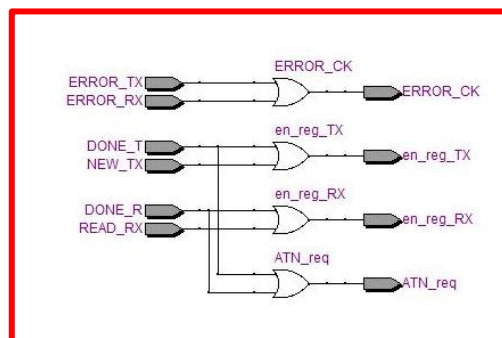 ERROR_CK
ERROR_TX
ERROR_RX
ERROR_CK
en_reg_TX
DONE_T
NEW_TX
en_reg_TX
en_reg_RX
DONE_R
READ_RX
en_reg_RX
ATN_req
ATN_req